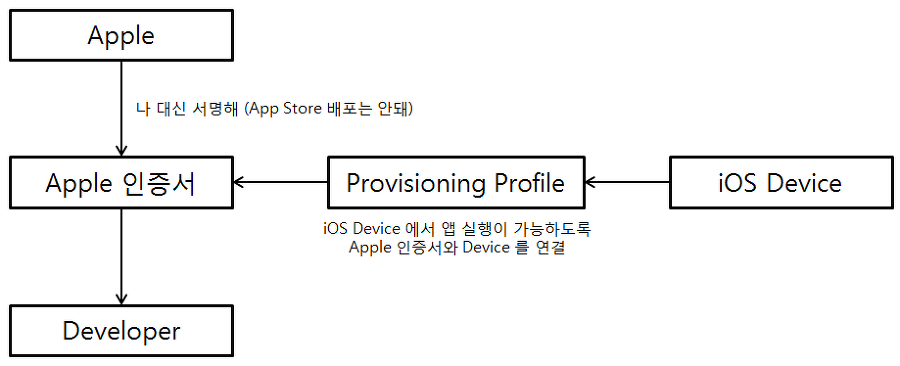 Apple
나 대신 서명해 (App Store 배포는 안돼)
Apple 인증서
Provisioning Profile
iOS Device
iOS Device 에서 앱 실행이 가능하도록
Apple 인증서와 Device 를 연결
Developer